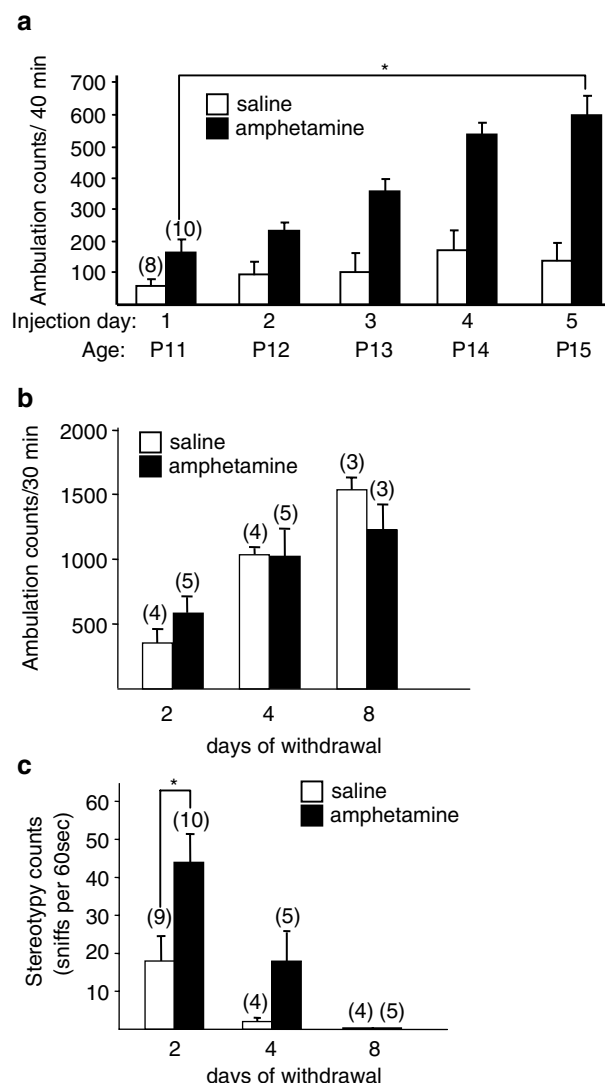 a
Ambulation counts/ 40 min
700
600
500
400
300
200
100
saline
amphetamine
*
(8)
(10)
Injection day: 1 2 3 4 5
Age: P11 P12 P13 P14 P15
b
Ambulation counts/30 min
2000
1500
1000
500
saline
amphetamine
(4)
(5)
(4)
(5)
(3)
(3)
2 4 8
days of withdrawal
c
Stereotypy counts
(sniffs per 60sec)
60
50
40
30
20
10
saline
amphetamine
*
(9)
(10)
(4)
(5)
(4) (5)
2 4 8
days of withdrawal